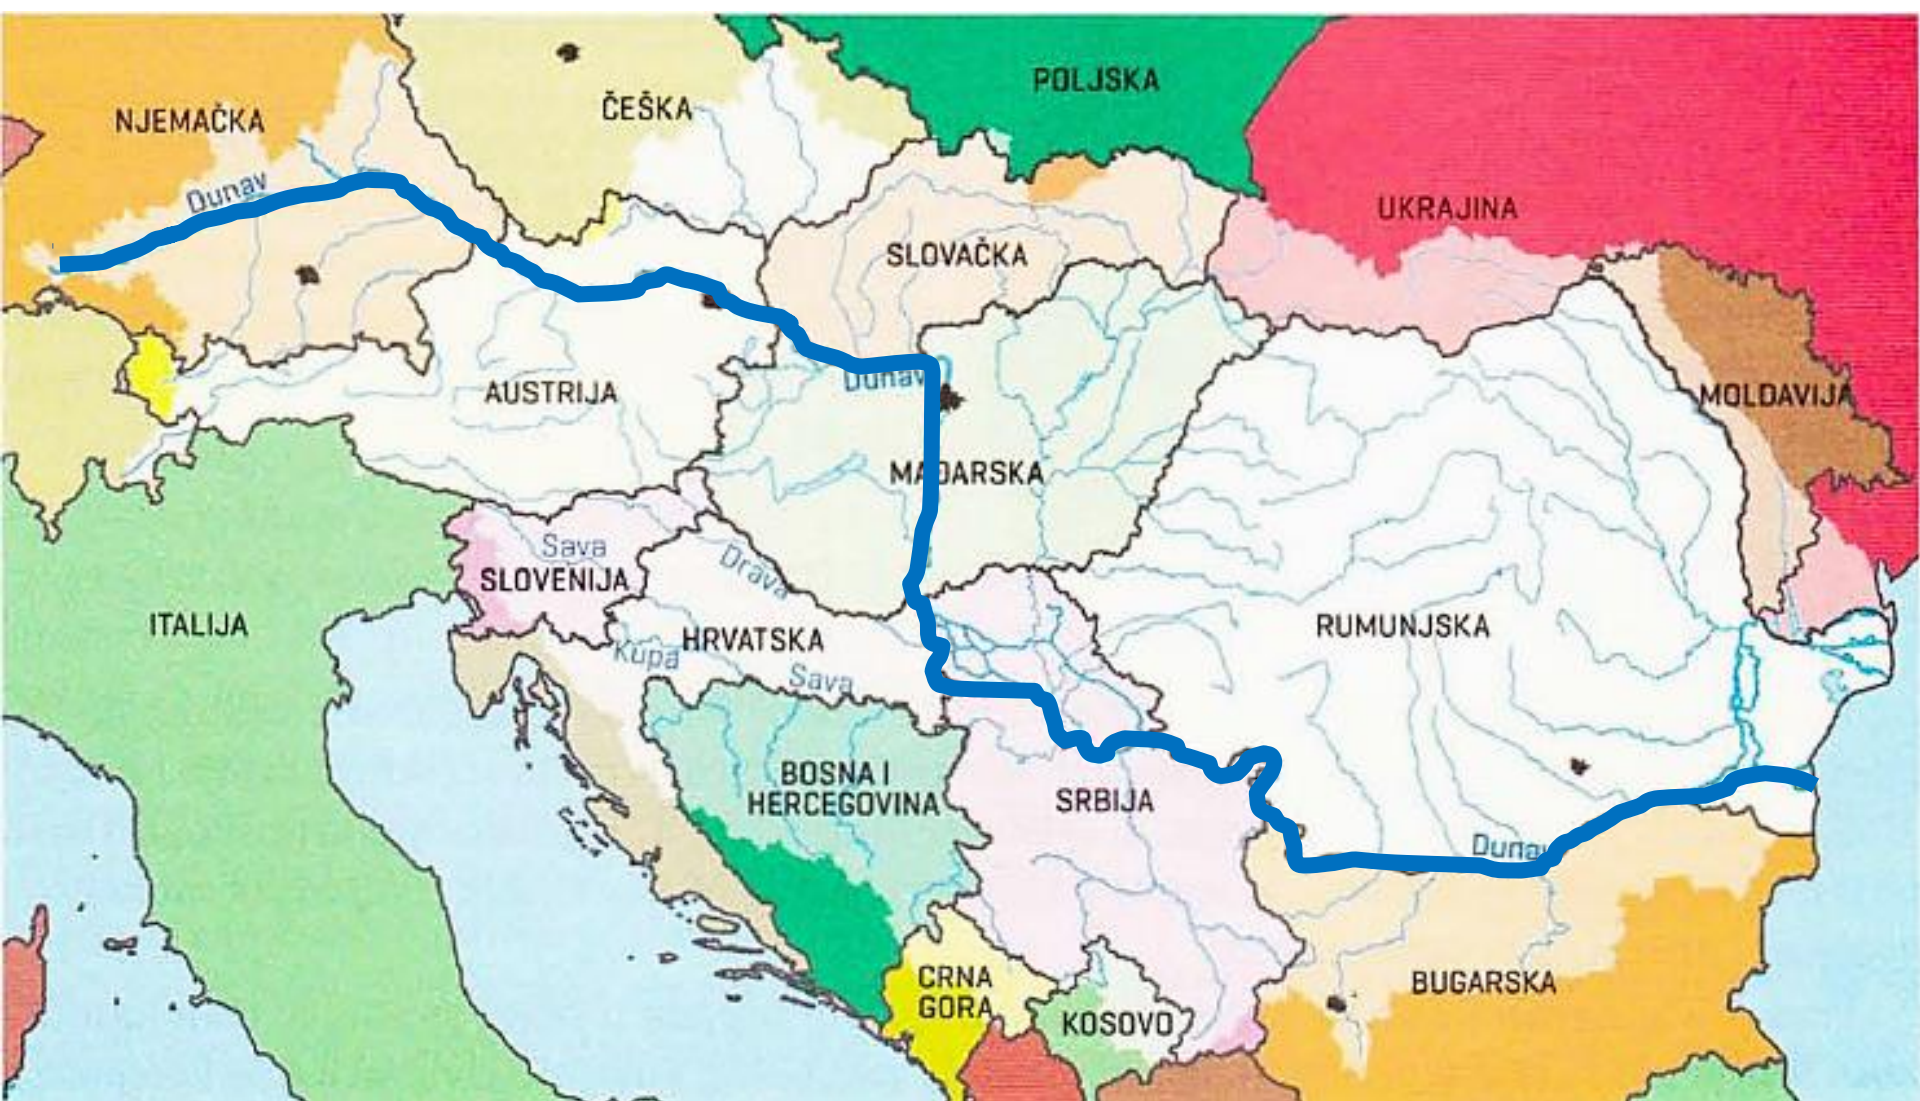 POLJSKA
ČEŠKA
NJEMAČKA
Dunav
UKRAJINA
SLOVAČKA
Dunav
AUSTRIJA
MOLDAVIJA
MAĐARSKA
Sava
SLOVENIJA
Drava
ITALIJA
RUMUNJSKA
HRVATSKA
Kupa
Sava
BOSNA I
HERCEGOVINA
SRBIJA
Dunav
CRNA
GORA
BUGARSKA
KOSOVO